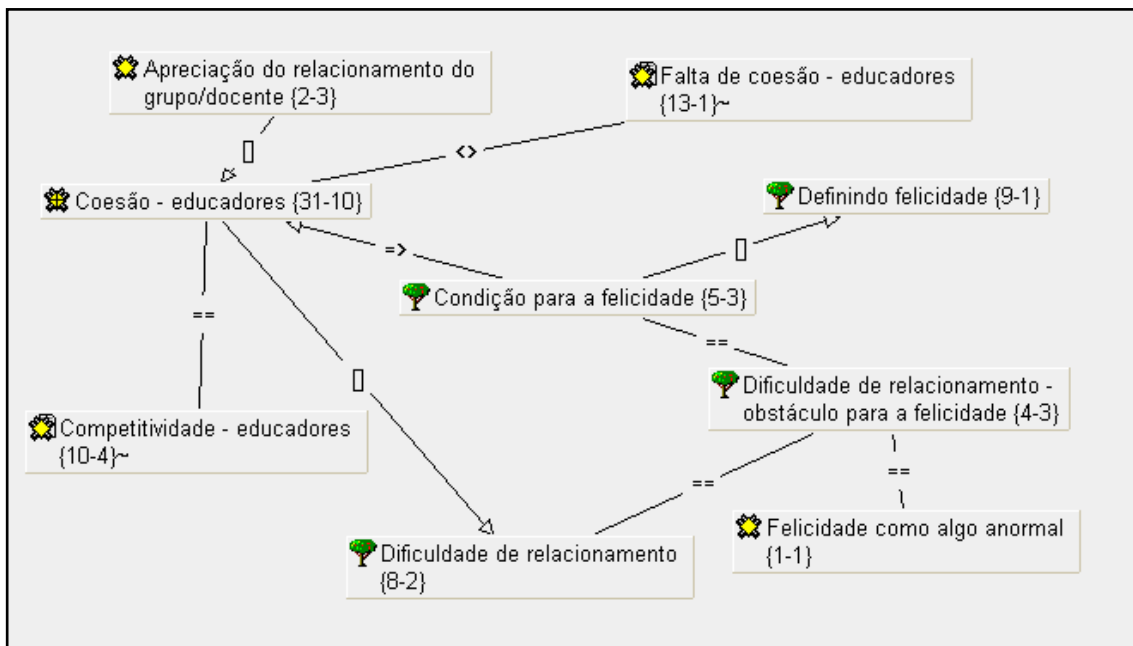 Apreciação do relacionamento do
grupo/docente {2-3}
Falta de coesão - educadores
{13-1}~
[]
<>
Coesão - educadores {31-10}
Definindo felicidade {9-1}
=>
[]
Condição para a felicidade {5-3}
==
==
[]
Dificuldade de relacionamento -
obstáculo para a felicidade {4-3}
Competitividade - educadores
{10-4}~
==
==
Felicidade como algo anormal
{1-1}
Dificuldade de relacionamento
{8-2}